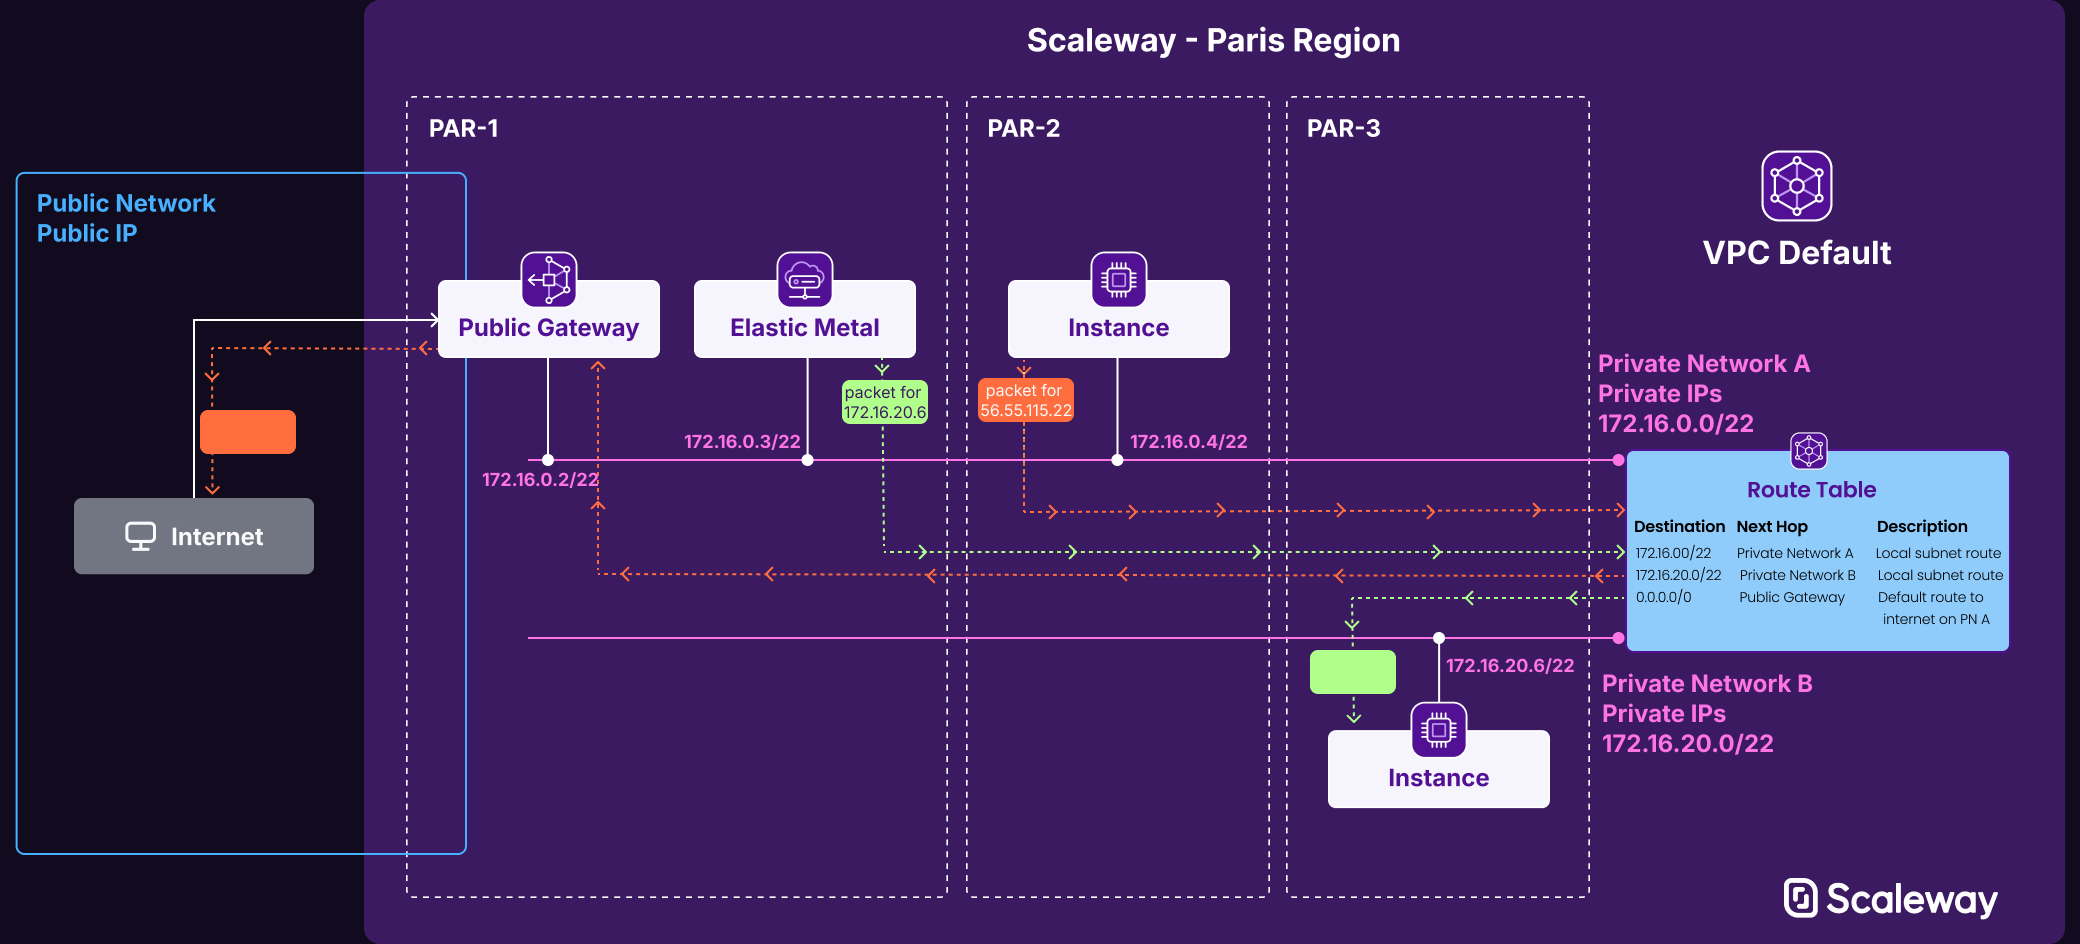 Scaleway - Paris Region
PAR-1
PAR-2
PAR-3
Public Network
Public IP
VPC Default
Public Gateway
Elastic Metal
Instance
Private Network A
Private IPs
172.16.0.0/22
packet for
172.16.20.6
packet for
56.55.115.22
172.16.0.3/22
172.16.0.4/22
172.16.0.2/22
Internet
Route Table
Destination Next Hop Description
172.16.00/22 Private Network A Local subnet route
172.16.20.0/22 Private Network B Local subnet route
0.0.0.0/0 Public Gateway Default route to
internet on PN A
172.16.20.6/22
Private Network B
Private IPs
172.16.20.0/22
Instance
Scaleway